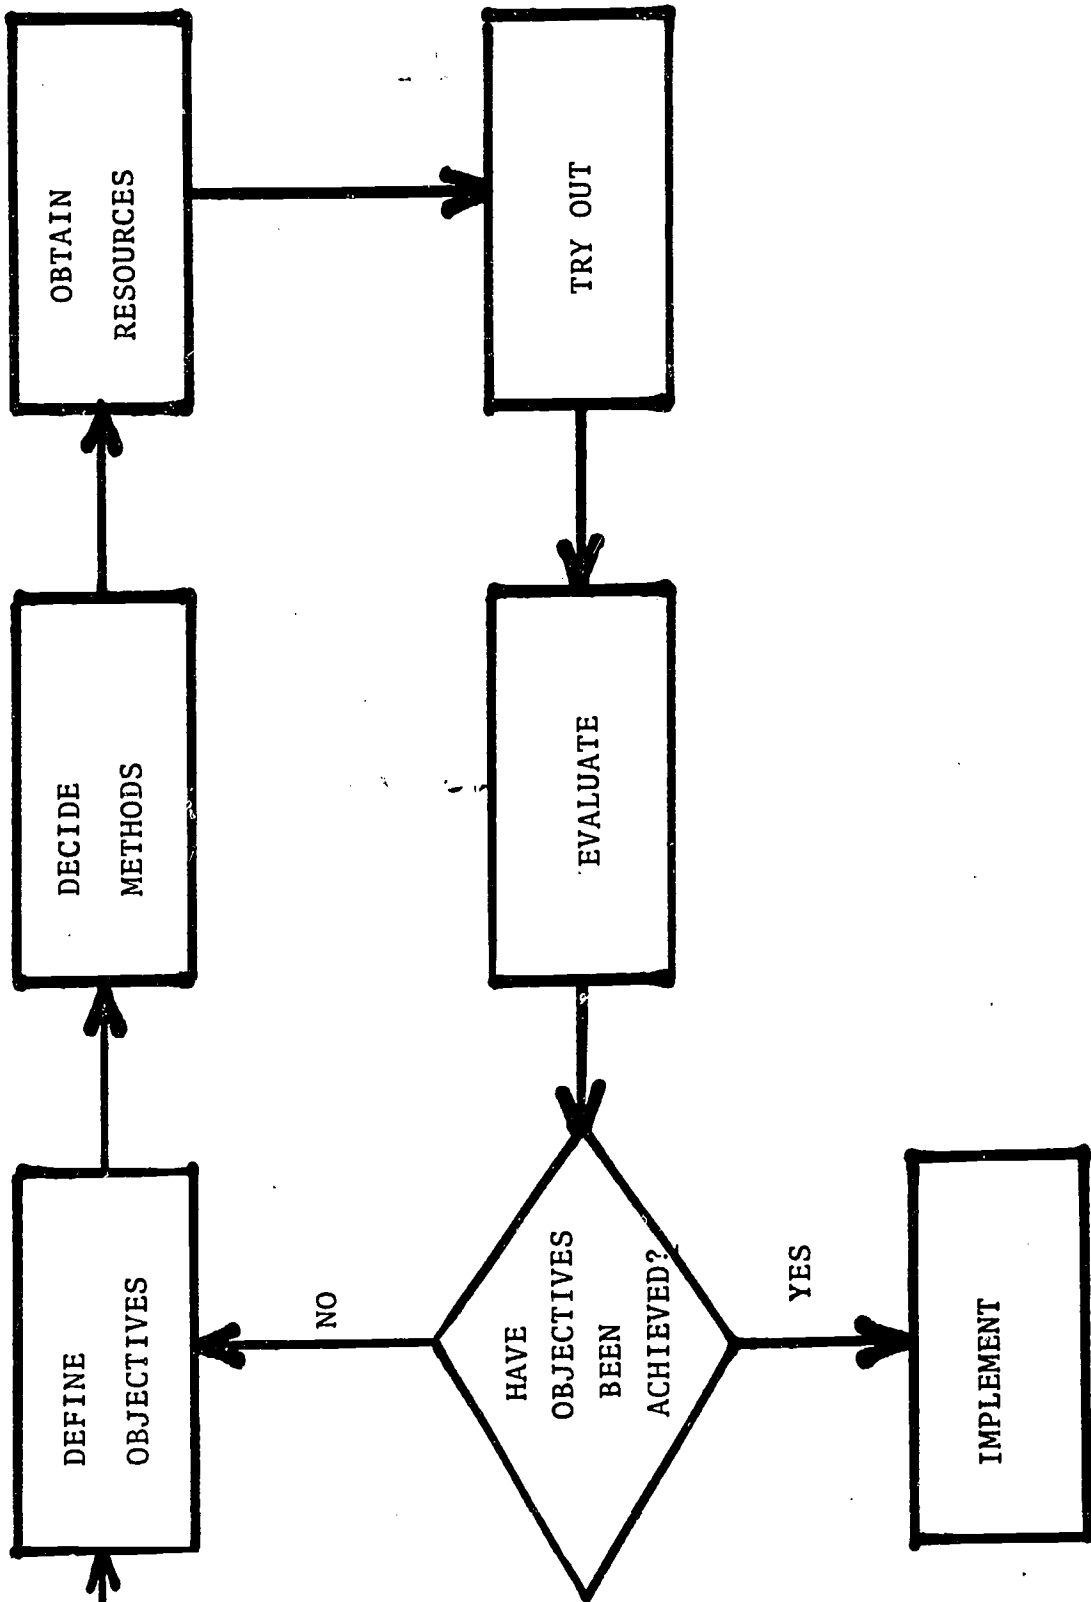 DEFINE
OBJECTIVES
DECIDE
METHODS
OBTAIN
RESOURCES
NO
HAVE
OBJECTIVES
BEEN
ACHIEVED?
EVALUATE
TRY OUT
YES
IMPLEMENT